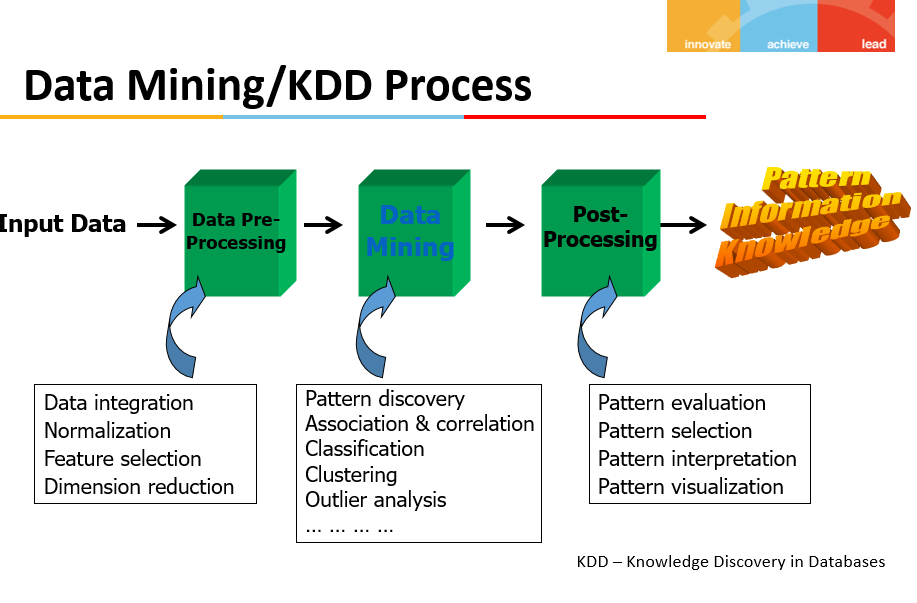 innovate achieve lead
Data Mining/KDD Process
Input Data
Data Pre-
Processing
Data
Mining
Post-
Processing
Pattern
Information
Knowledge
Data integration
Normalization
Feature selection
Dimension reduction
Pattern discovery
Association & correlation
Classification
Clustering
Outlier analysis
… … … …
Pattern evaluation
Pattern selection
Pattern interpretation
Pattern visualization
KDD – Knowledge Discovery in Databases